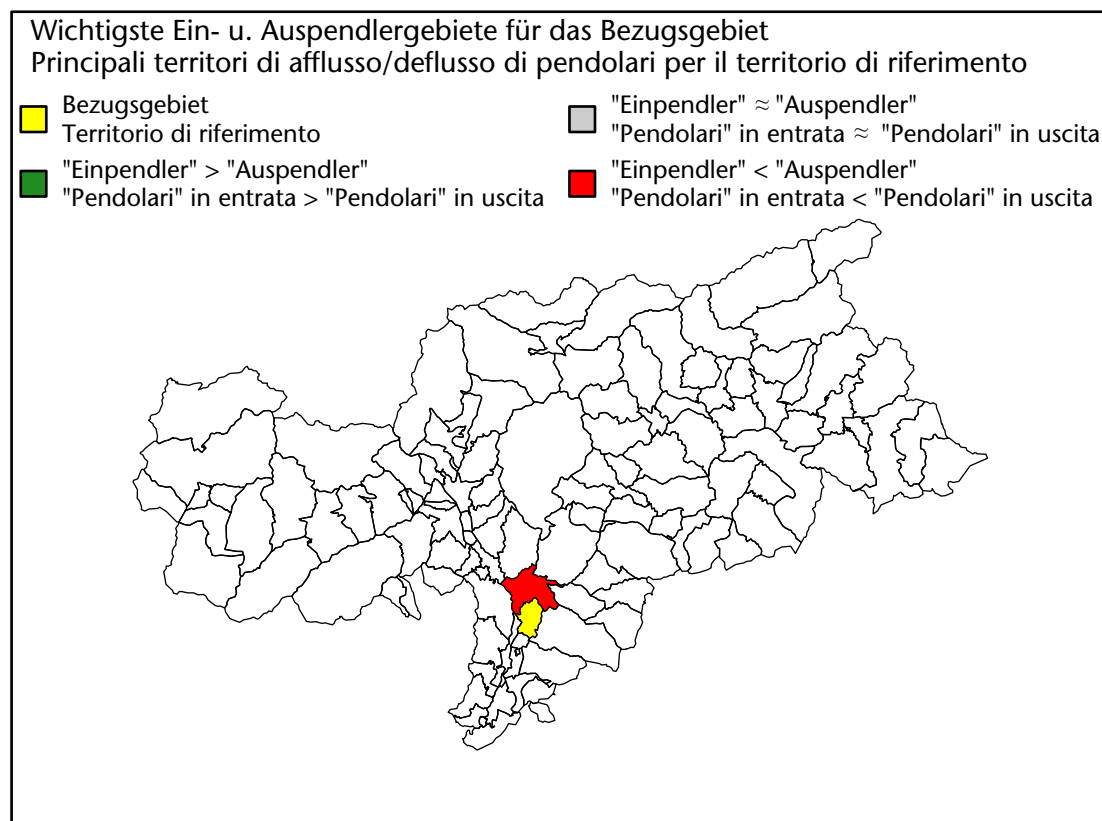 Wichtigste Ein- u. Auspendlergebiete für das Bezugsgebiet
Principali territori di afflusso/deflusso di pendolari per il territorio di riferimento
Bezugsgebiet
Territorio di riferimento
"Einpendler" > "Auspendler"
"Pendolari" in entrata > "Pendolari" in uscita
"Einpendler" ≈ "Auspendler"
"Pendolari" in entrata ≈ "Pendolari" in uscita
"Einpendler" < "Auspendler"
"Pendolari" in entrata < "Pendolari" in uscita